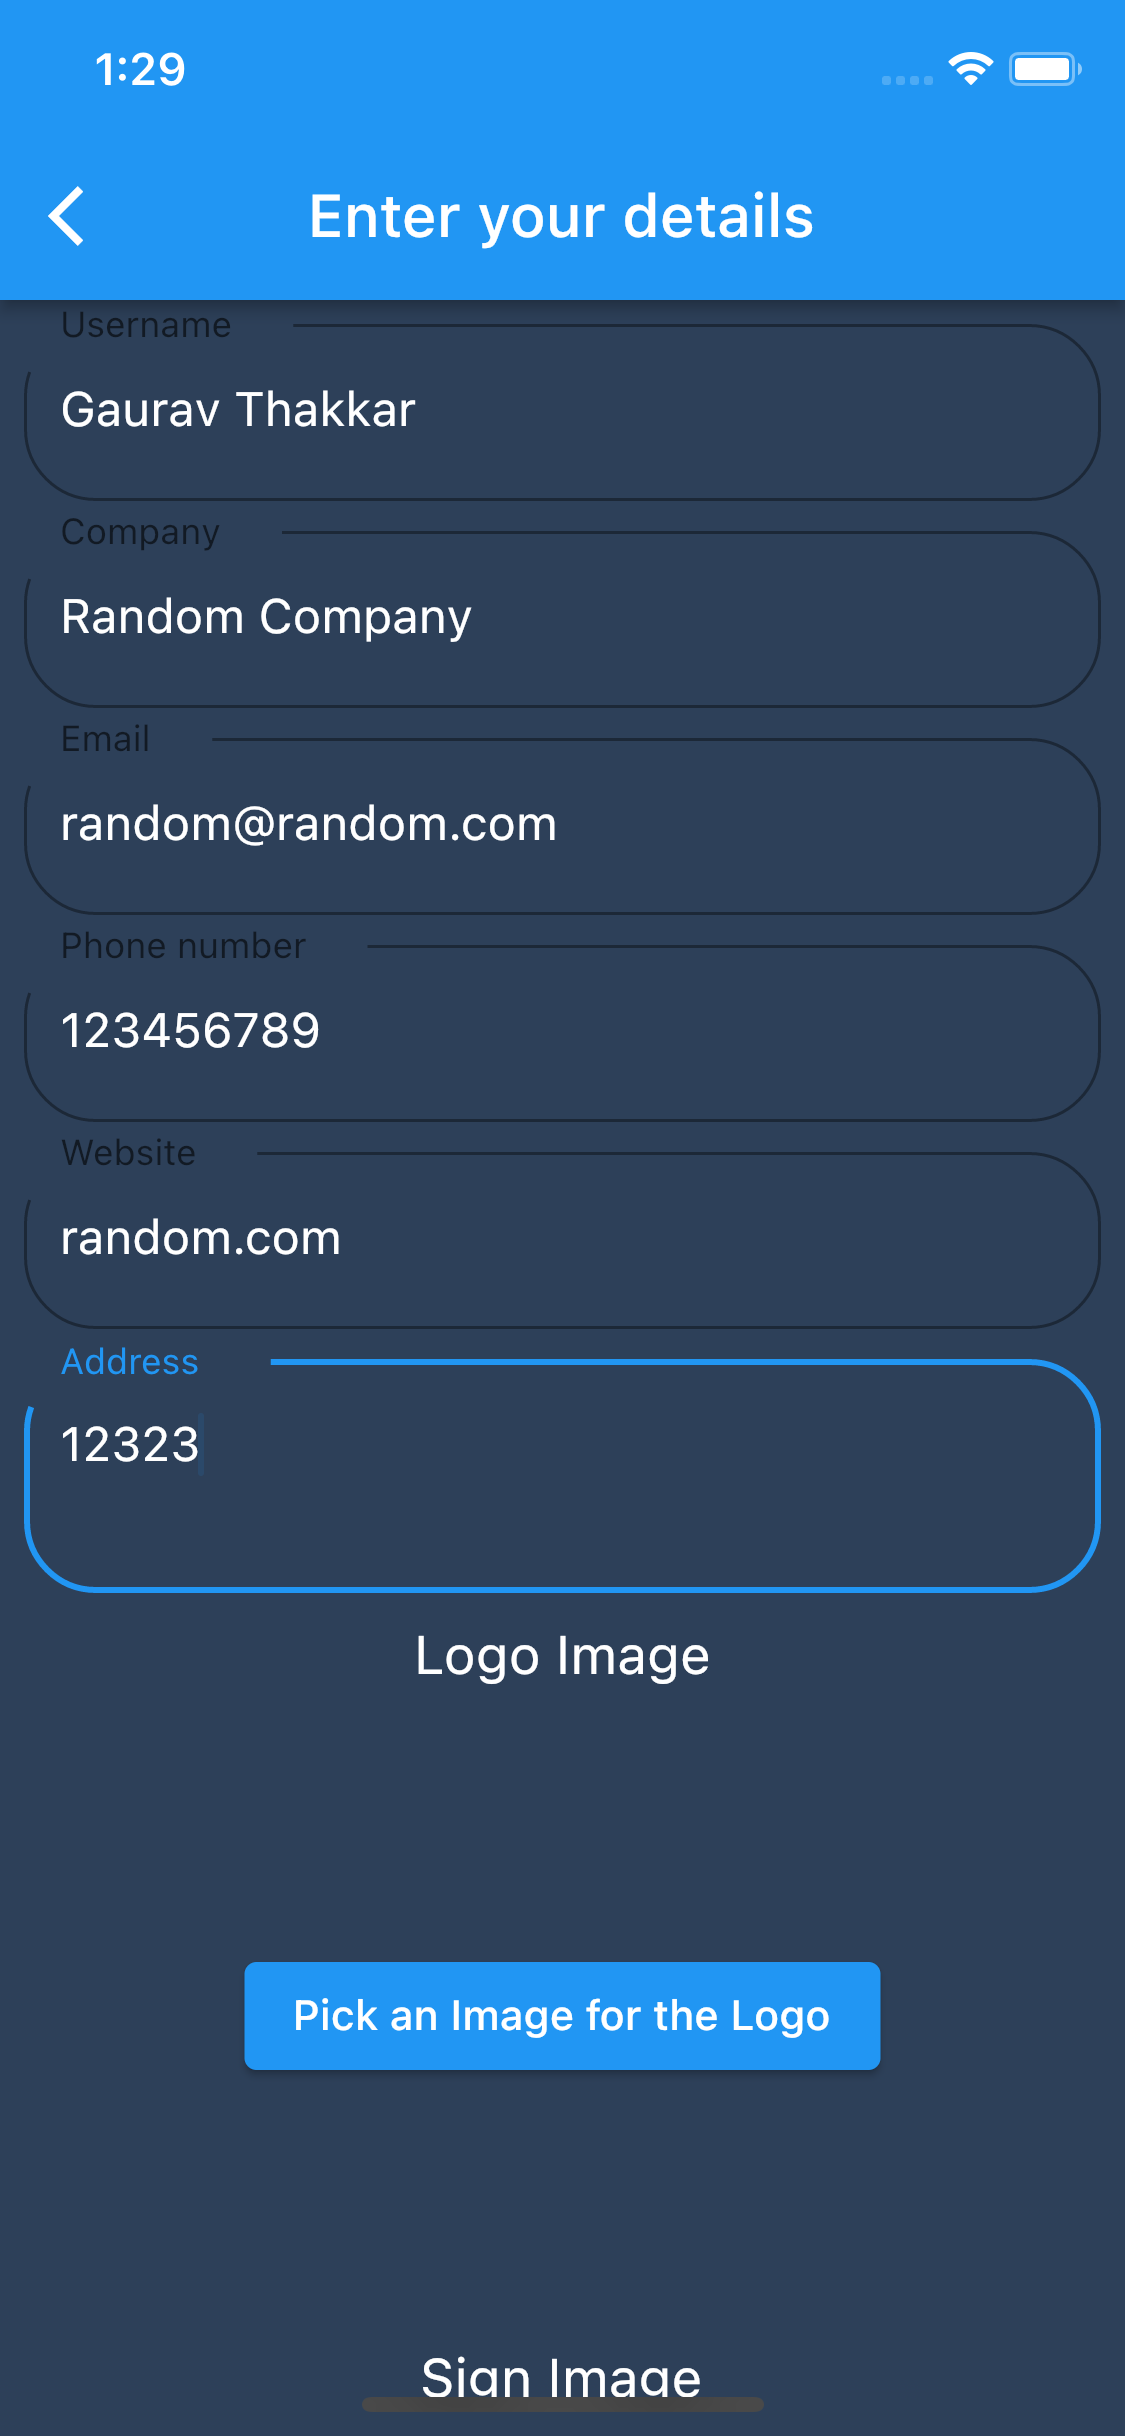 1:29
Enter your details
Username
Gaurav Thakkar
Company
Random Company
Email
random@random.com
Phone number
123456789
Website
random.com
Address
12323
Logo Image
Pick an Image for the Logo
Sign Image